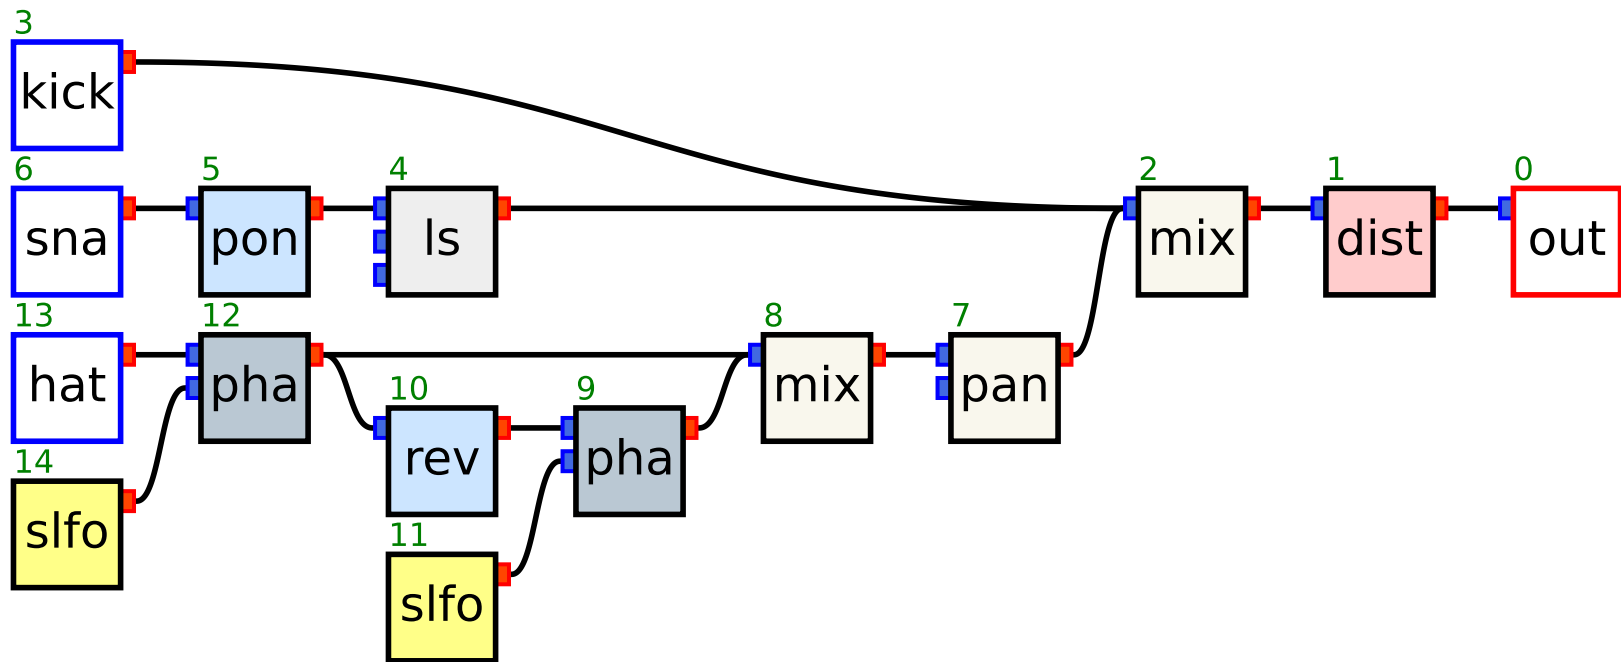 3
kick
6
sna
5
pon
4
ls
2
mix
1
dist
0
out
13
hat
12
pha
10
rev
9
pha
8
mix
7
pan
14
slfo
11
slfo